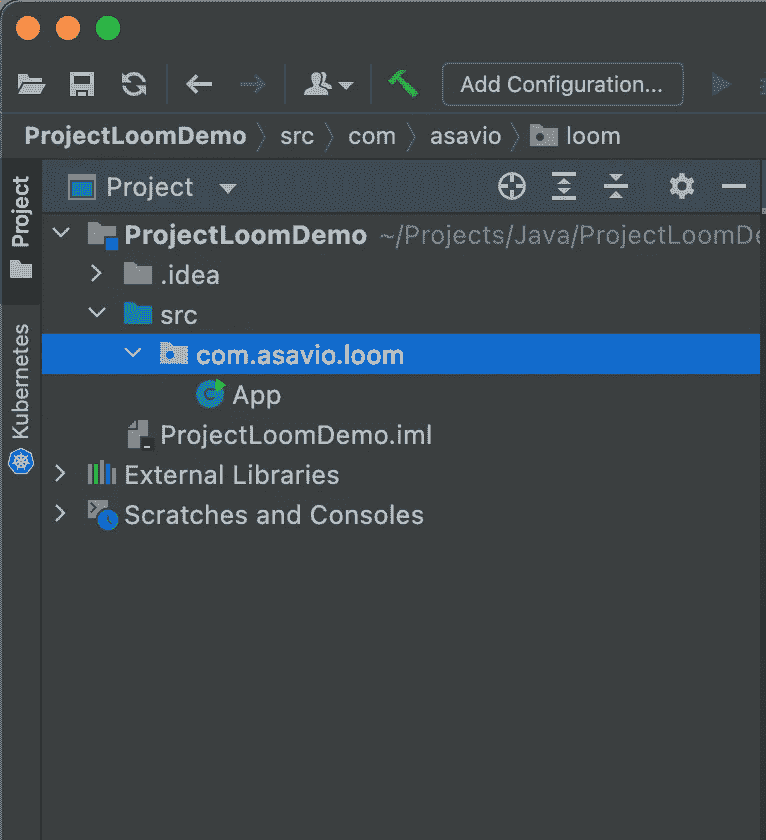 Add Configuration...
ProjectLoomDemo src com asavio loom
Project
Project
ProjectLoomDemo ~/Projects/Java/ProjectLoomDe
.idea
src
com.asavio.loom
App
ProjectLoomDemo.iml
External Libraries
Scratches and Consoles
Kubernetes